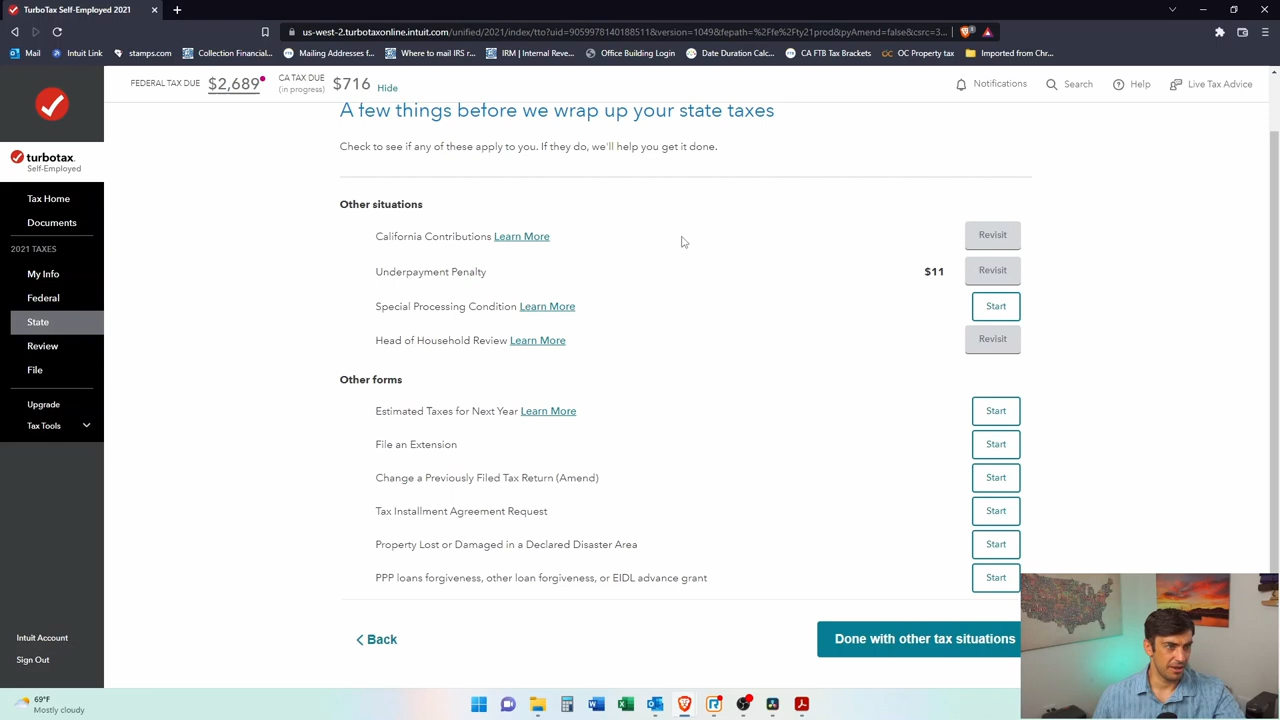 TurboTax Self-Employed 2021
us-west-2.turbotaxonline.intuit.com/unified/2021/index/tto?uid=9059978140188511&version=1049&fepath=%2Ffe%2Fty21prod&pyAmend=false&csrc=3...
Mail
Intuit Link
stamps.com
Collection Financial...
Mailing Addresses f...
Where to mail IRS r...
IRM | Internal Reve...
Office Building Login
Date Duration Calc...
CA FTB Tax Brackets
OC Property tax
Imported from Chr...
FEDERAL TAX DUE $2,689
CA TAX DUE (in progress) $716 Hide
Notifications
Search
Help
Live Tax Advice
turbotax
Self-Employed
Tax Home
Documents
2021 TAXES
My Info
Federal
State
Review
File
Upgrade
Tax Tools
Intuit Account
Sign Out
A few things before we wrap up your state taxes
Check to see if any of these apply to you. If they do, we'll help you get it done.
Other situations
California Contributions Learn More Revisit
Underpayment Penalty $11 Revisit
Special Processing Condition Learn More Start
Head of Household Review Learn More Revisit
Other forms
Estimated Taxes for Next Year Learn More Start
File an Extension Start
Change a Previously Filed Tax Return (Amend) Start
Tax Installment Agreement Request Start
Property Lost or Damaged in a Declared Disaster Area Start
PPP loans forgiveness, other loan forgiveness, or EIDL advance grant Start
Back
Done with other tax situations
69°F
Mostly cloudy